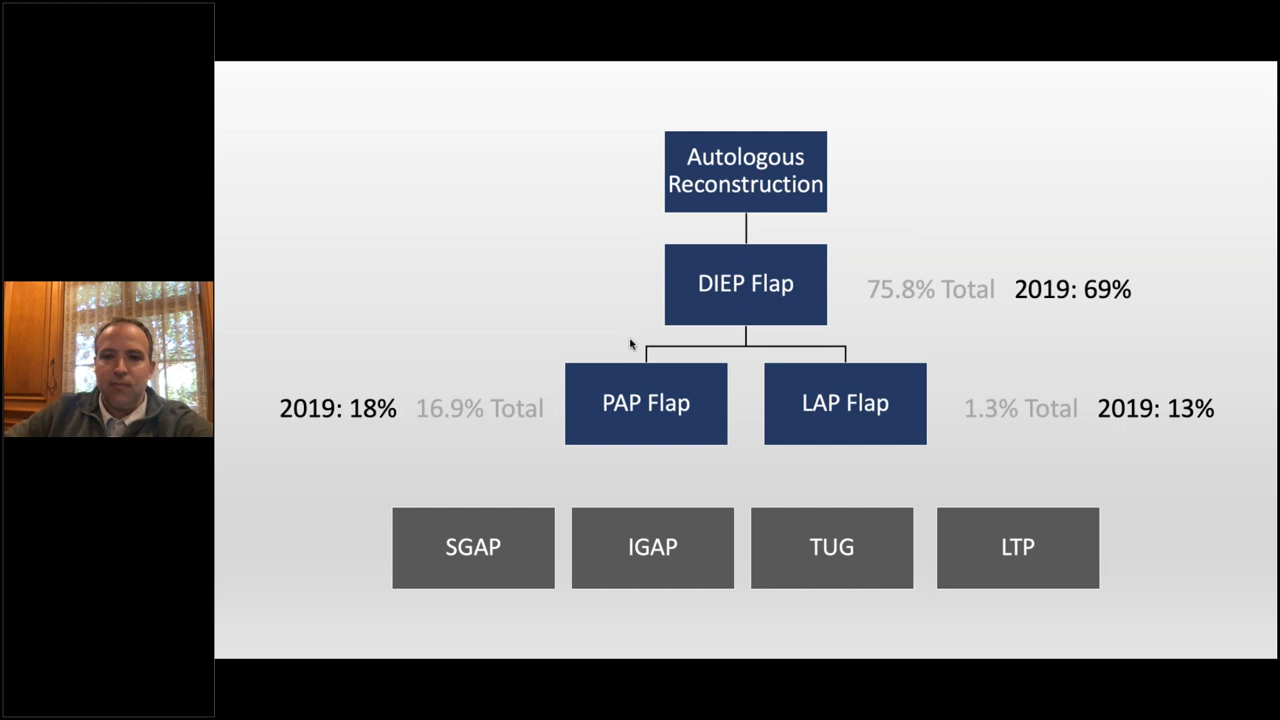 Autologous
Reconstruction
DIEP Flap
75.8% Total 2019: 69%
2019: 18% 16.9% Total
PAP Flap
LAP Flap
1.3% Total 2019: 13%
SGAP
IGAP
TUG
LTP